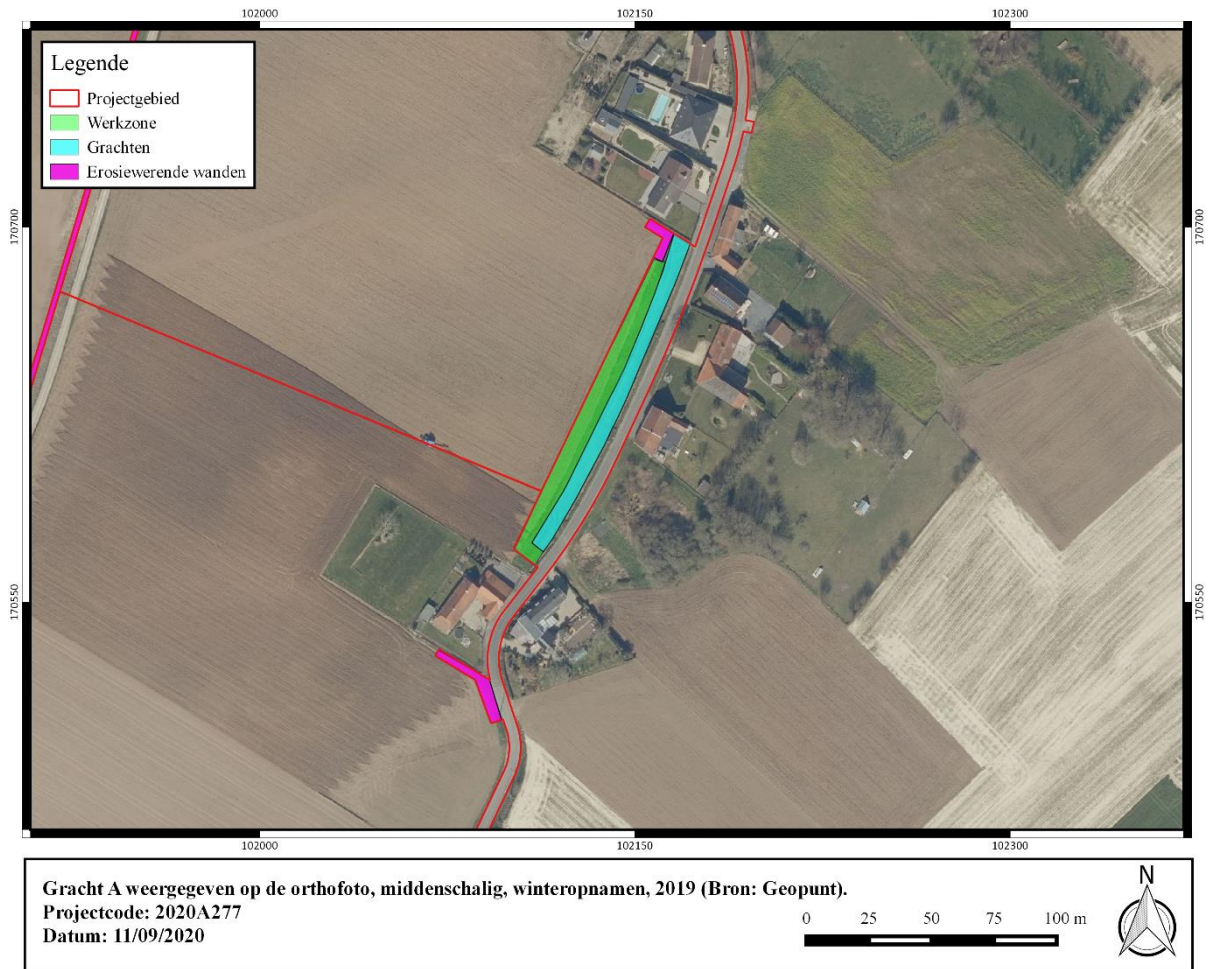 102000 102150 102300
Legende
Projectgebied
Werkzone
Grachten
Erosiewerende wanden
170700 170700
170550 170550
102000 102150 102300
Gracht A weergegeven op de orthofoto, middenschalig, winteropnamen, 2019 (Bron: Geopunt).
Projectcode: 2020A277
Datum: 11/09/2020
0 25 50 75 100 m
N